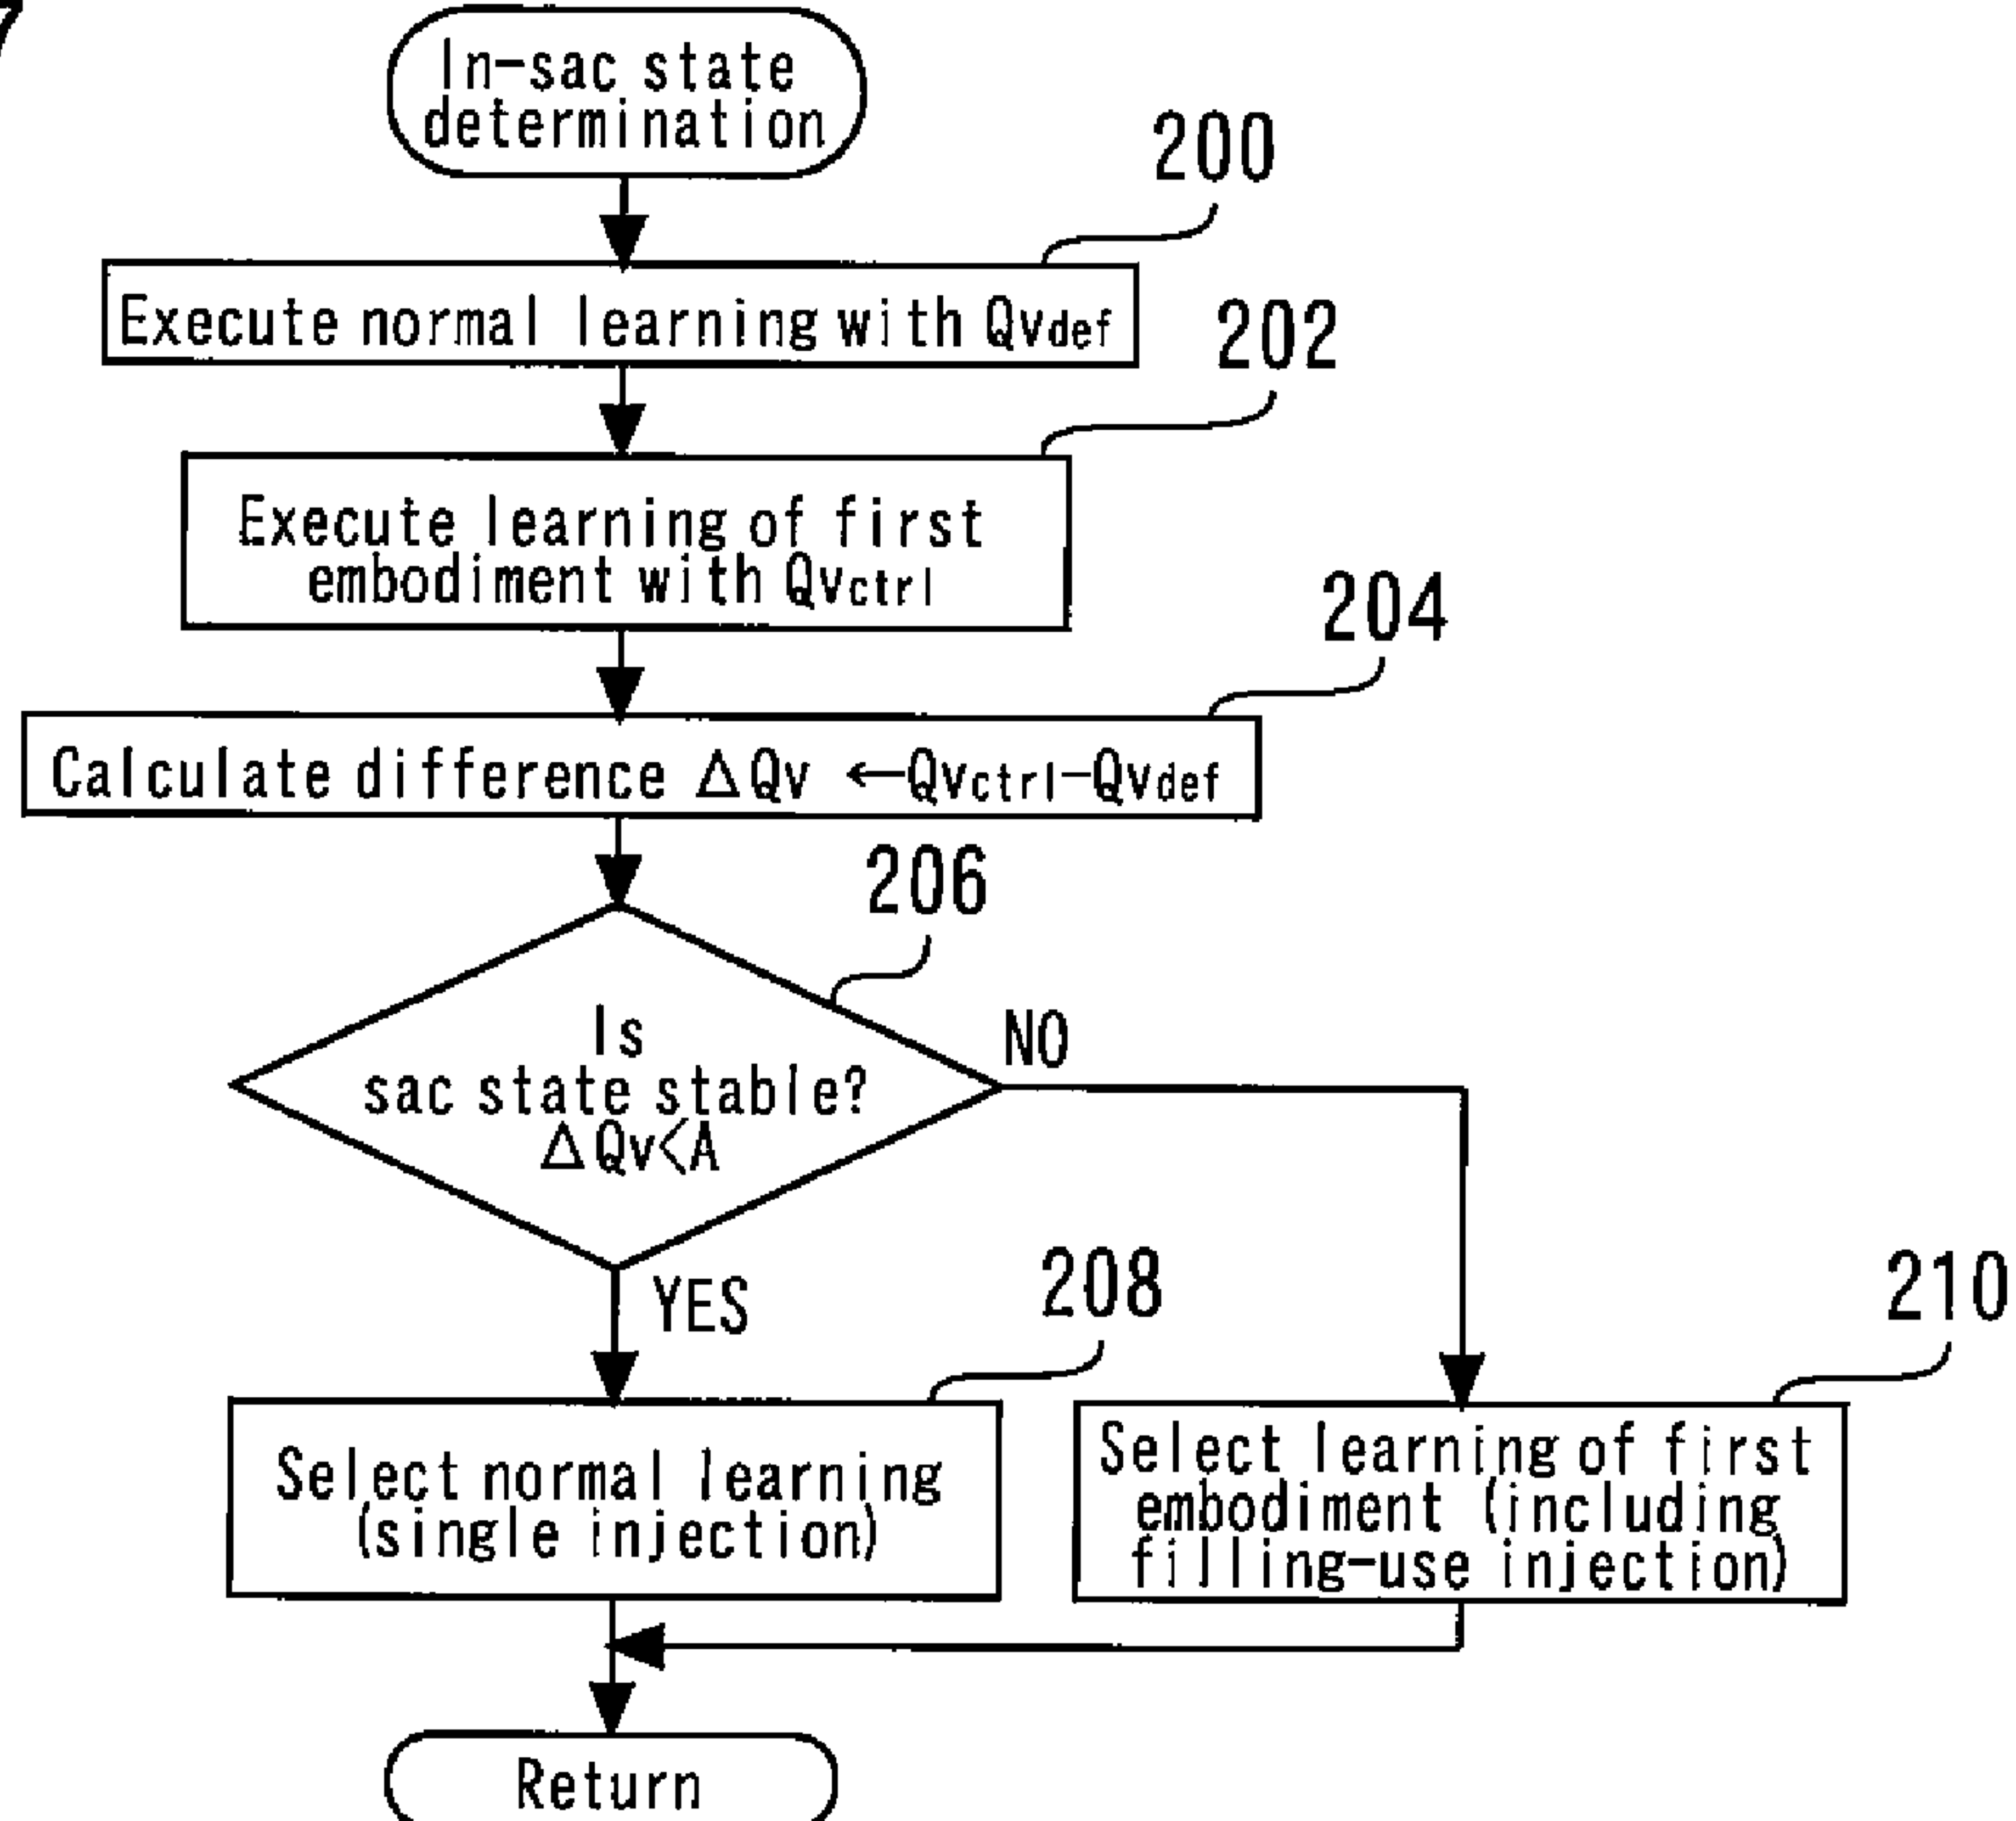 In-sac state
determination
200
Execute normal learning with Qvdef
202
Execute learning of first
embodiment with Qvctrl
204
Calculate difference △Qv ←Qvctrl-Qvdef
206
Is
sac state stable?
△Qv<A
NO
YES
208
210
Select normal learning
(single injection)
Select learning of first
embodiment (including
filling-use injection)
Return